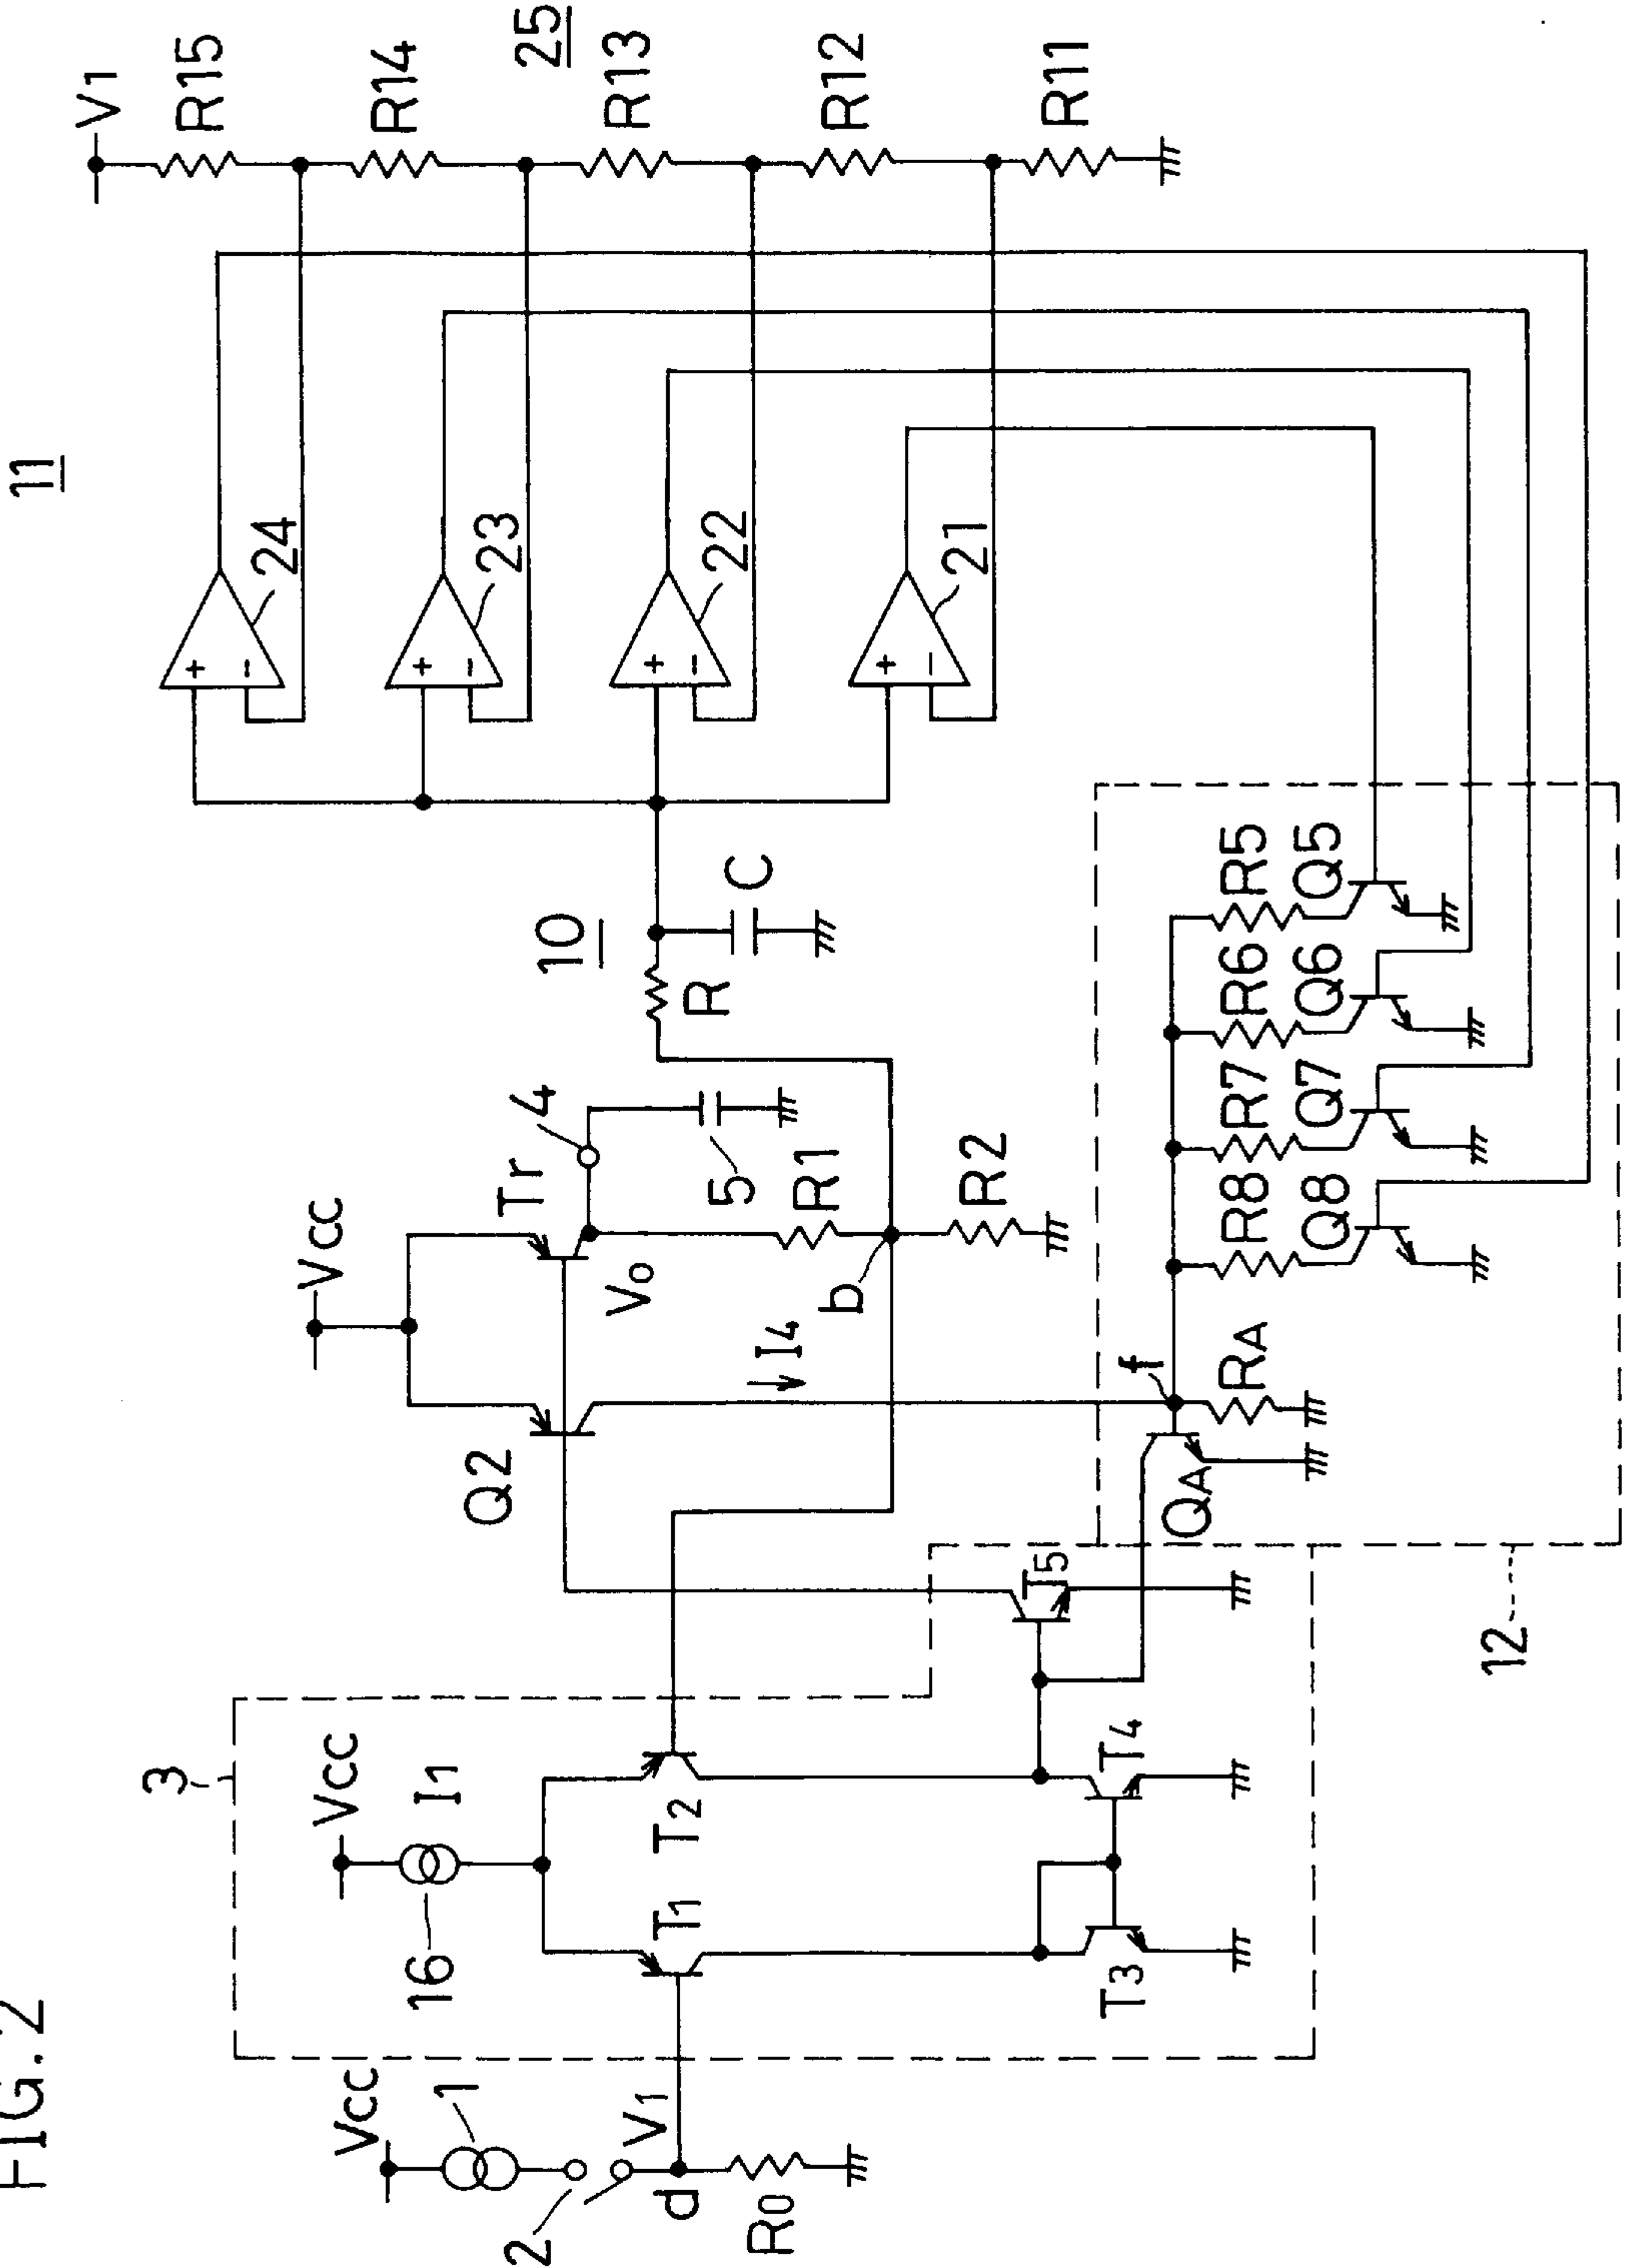 FIG. 2
11
V1
R15
R14
25
R13
R12
R11
+
-
24
+
-
23
+
-
22
+
-
21
10
R
C
Vcc
Q2
Tr
4
5
V0
R1
I4
b
R2
3
Vcc
16
I1
T1
T2
T3
T4
T5
Vcc
1
2
V1
d
R0
f
QA
RA
R8
Q8
R7
Q7
R6
Q6
R5
Q5
12